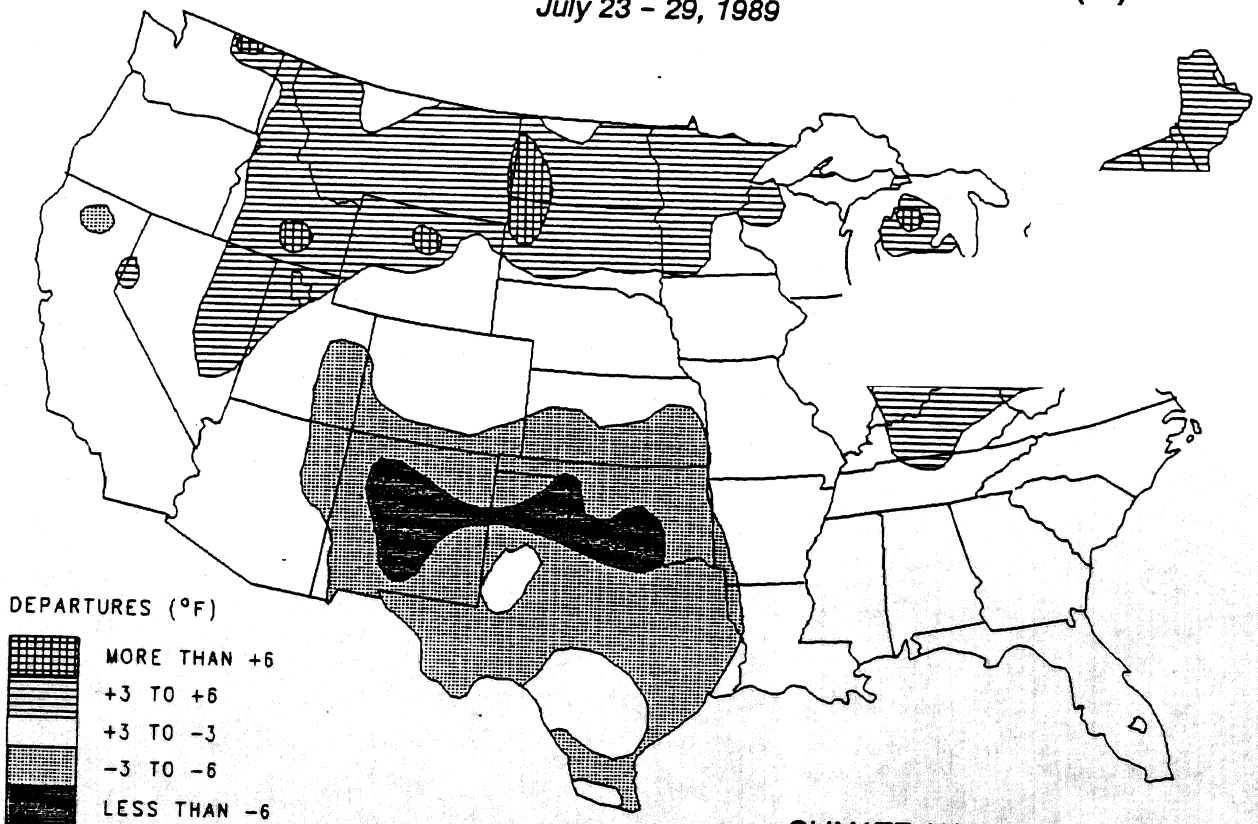 July 23 – 29, 1989
DEPARTURES (°F)
MORE THAN +6
+3 TO +6
+3 TO -3
-3 TO -6
LESS THAN -6